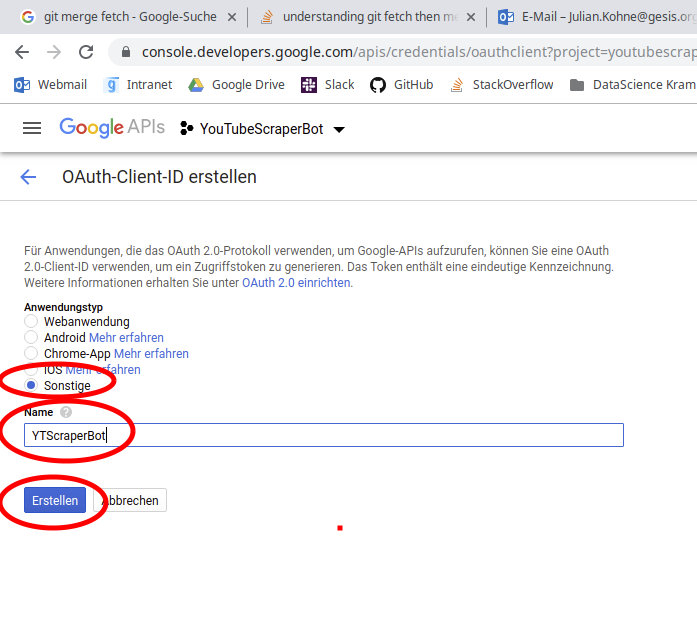 git merge fetch - Google-Suche
understanding git fetch then me
E-Mail – Julian.Kohne@gesis.org
console.developers.google.com/apis/credentials/oauthclient?project=youtubescrap
Webmail
Intranet
Google Drive
Slack
GitHub
StackOverflow
DataScience Kram
Google APIs
YouTubeScraperBot
OAuth-Client-ID erstellen
Für Anwendungen, die das OAuth 2.0-Protokoll verwenden, um Google-APIs aufzurufen, können Sie eine OAuth
2.0-Client-ID verwenden, um ein Zugriffstoken zu generieren. Das Token enthält eine eindeutige Kennzeichnung.
Weitere Informationen erhalten Sie unter OAuth 2.0 einrichten.
Anwendungstyp
Webanwendung
Android Mehr erfahren
Chrome-App Mehr erfahren
iOS Mehr erfahren
Sonstige
Name ?
YTScraperBot
Erstellen
Abbrechen